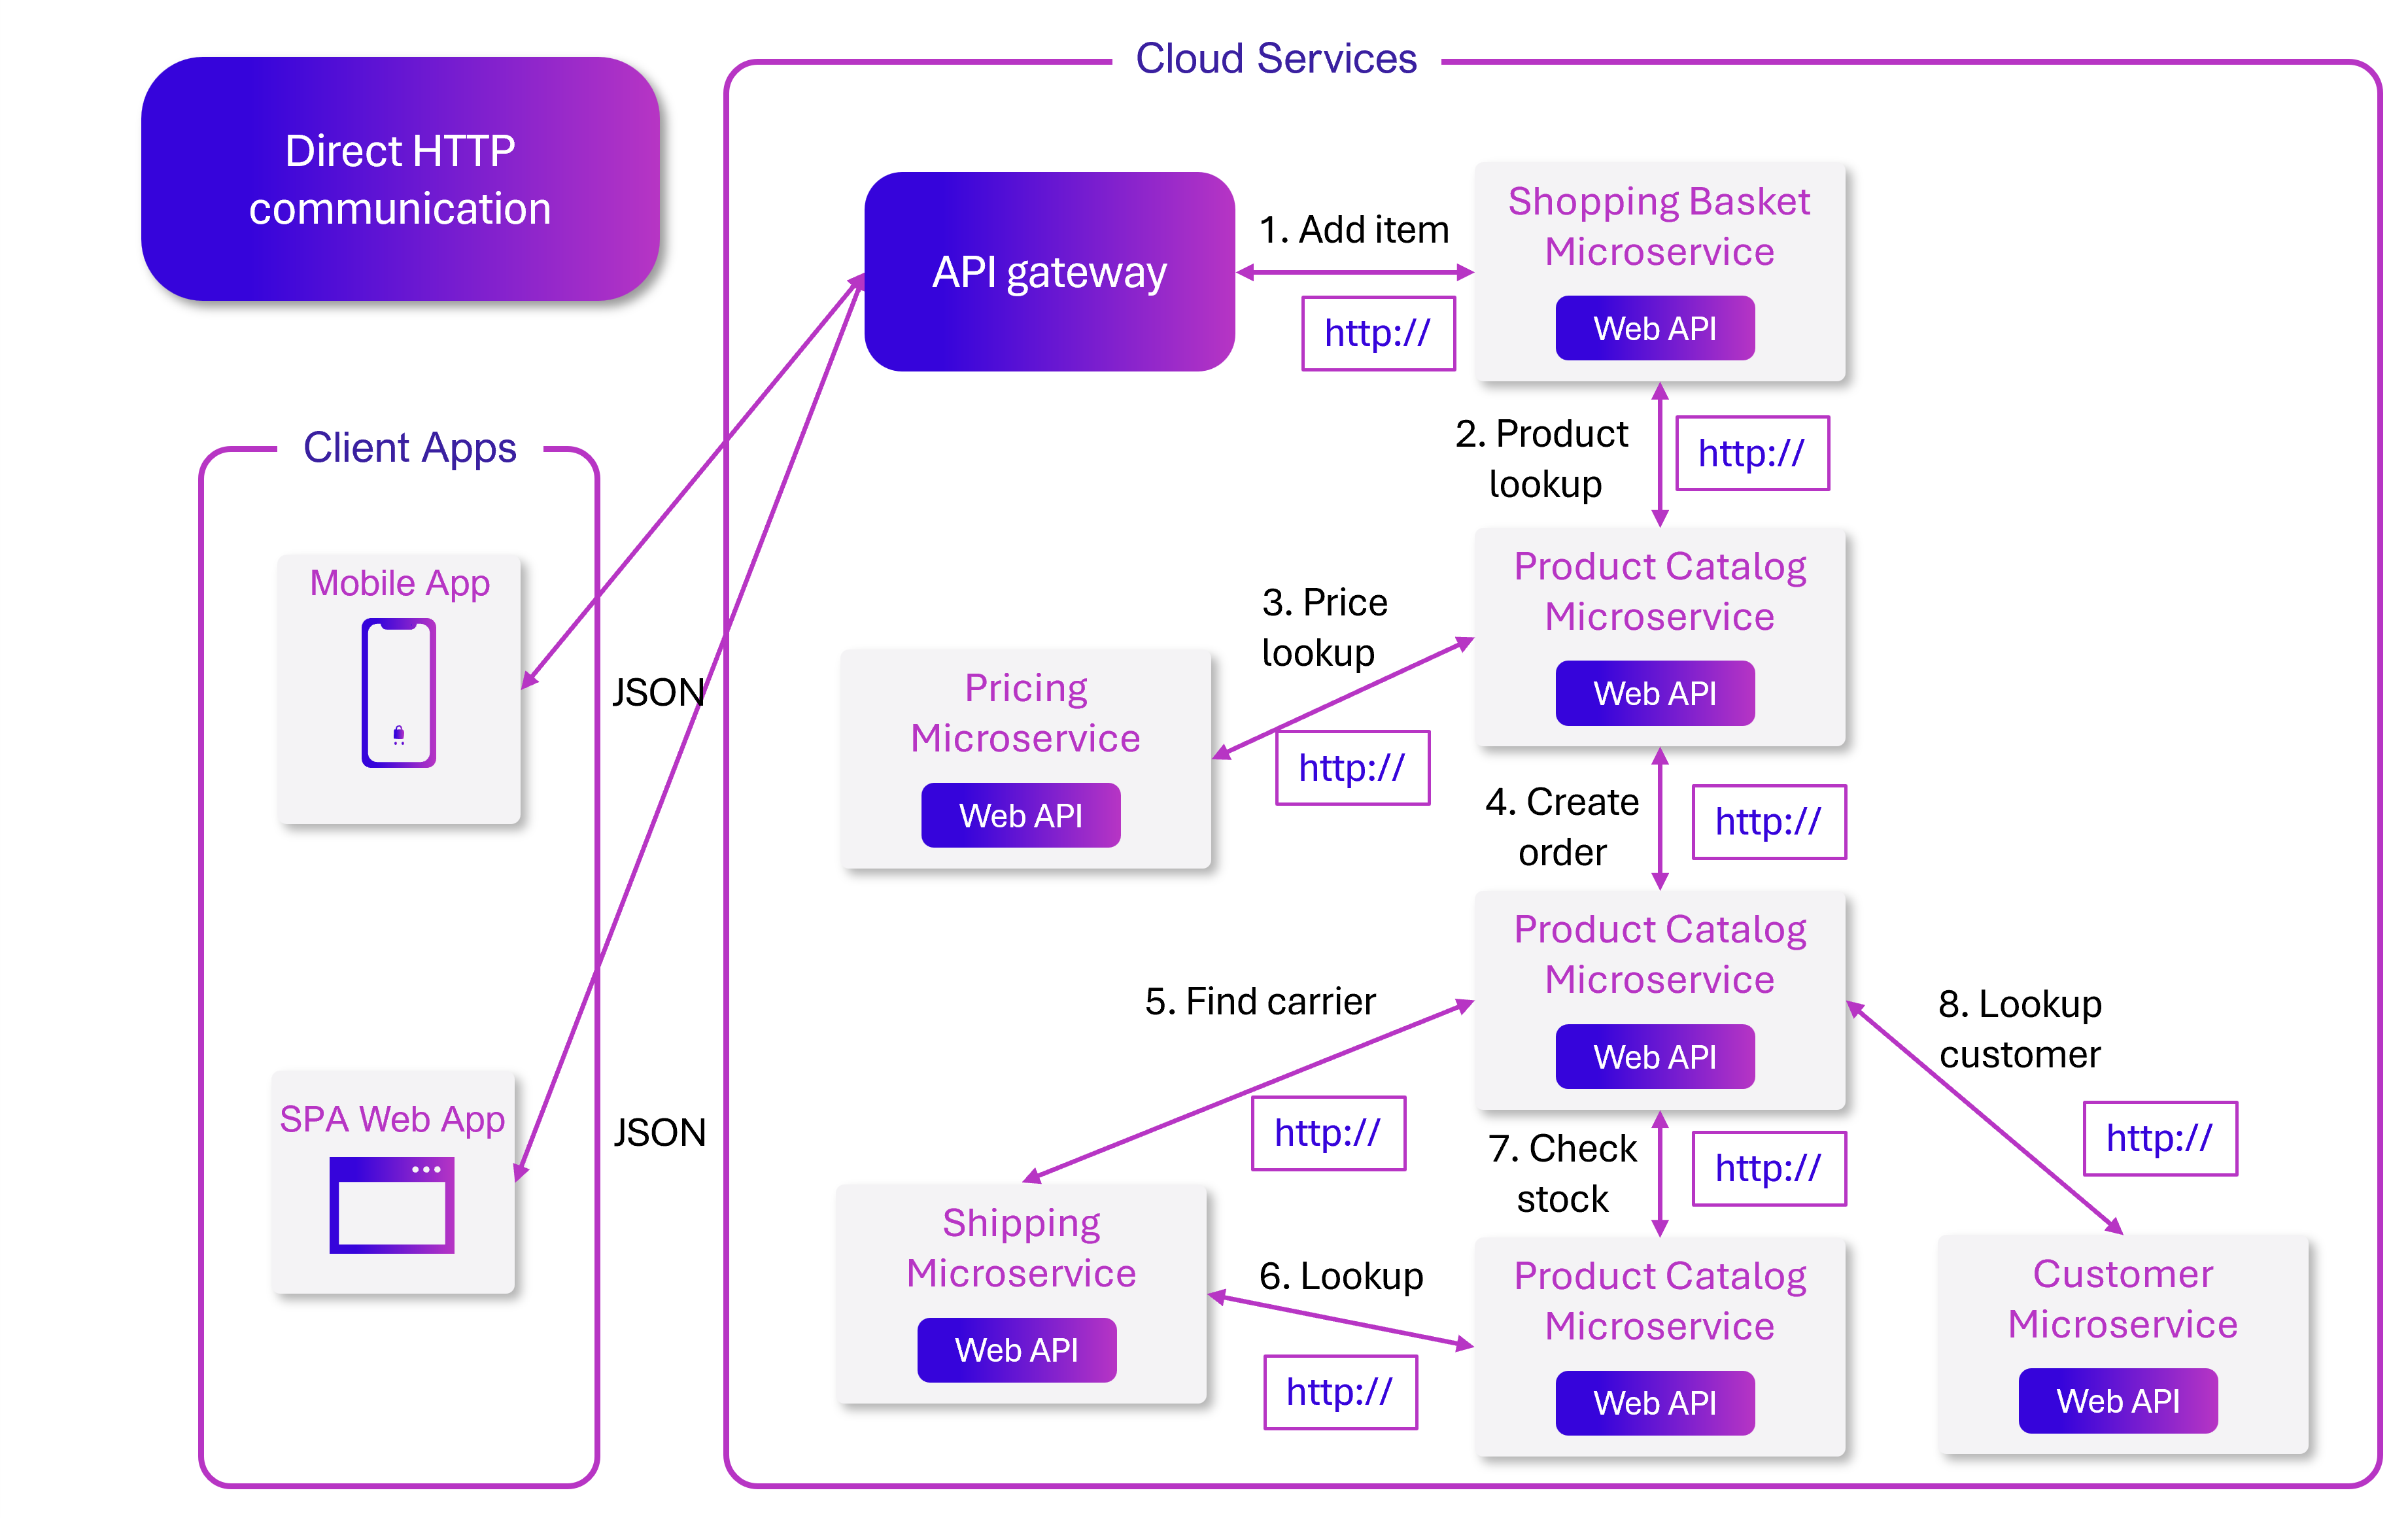 Direct HTTP
communication
Cloud Services
API gateway
1. Add item
http://
Shopping Basket
Microservice
Web API
2. Product
lookup
http://
Client Apps
Mobile App
JSON
SPA Web App
JSON
Product Catalog
Microservice
Web API
3. Price
lookup
http://
Pricing
Microservice
Web API
4. Create
order
http://
Product Catalog
Microservice
Web API
5. Find carrier
http://
Shipping
Microservice
Web API
6. Lookup
http://
7. Check
stock
http://
Product Catalog
Microservice
Web API
8. Lookup
customer
http://
Customer
Microservice
Web API